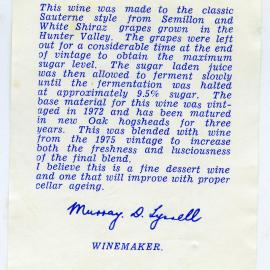 This wine was made to the classic
Sauterne style from Semillon and
White Shiraz grapes grown in the
Hunter Valley. The grapes were left
out for a considerable time at the end
of vintage to obtain the maximum
sugar level. The sugar laden juice
was then allowed to ferment slowly
until the fermentation was halted
at approximately 9.5% sugar. The
base material for this wine was vint-
aged in 1972 and has been matured
in new Oak hogsheads for three
years. This was blended with wine
from the 1975 vintage to increase
both the freshness and lusciousness
of the final blend.
I believe this is a fine dessert wine
and one that will improve with proper
cellar ageing.
Murray D. Tyrrell
WINEMAKER.